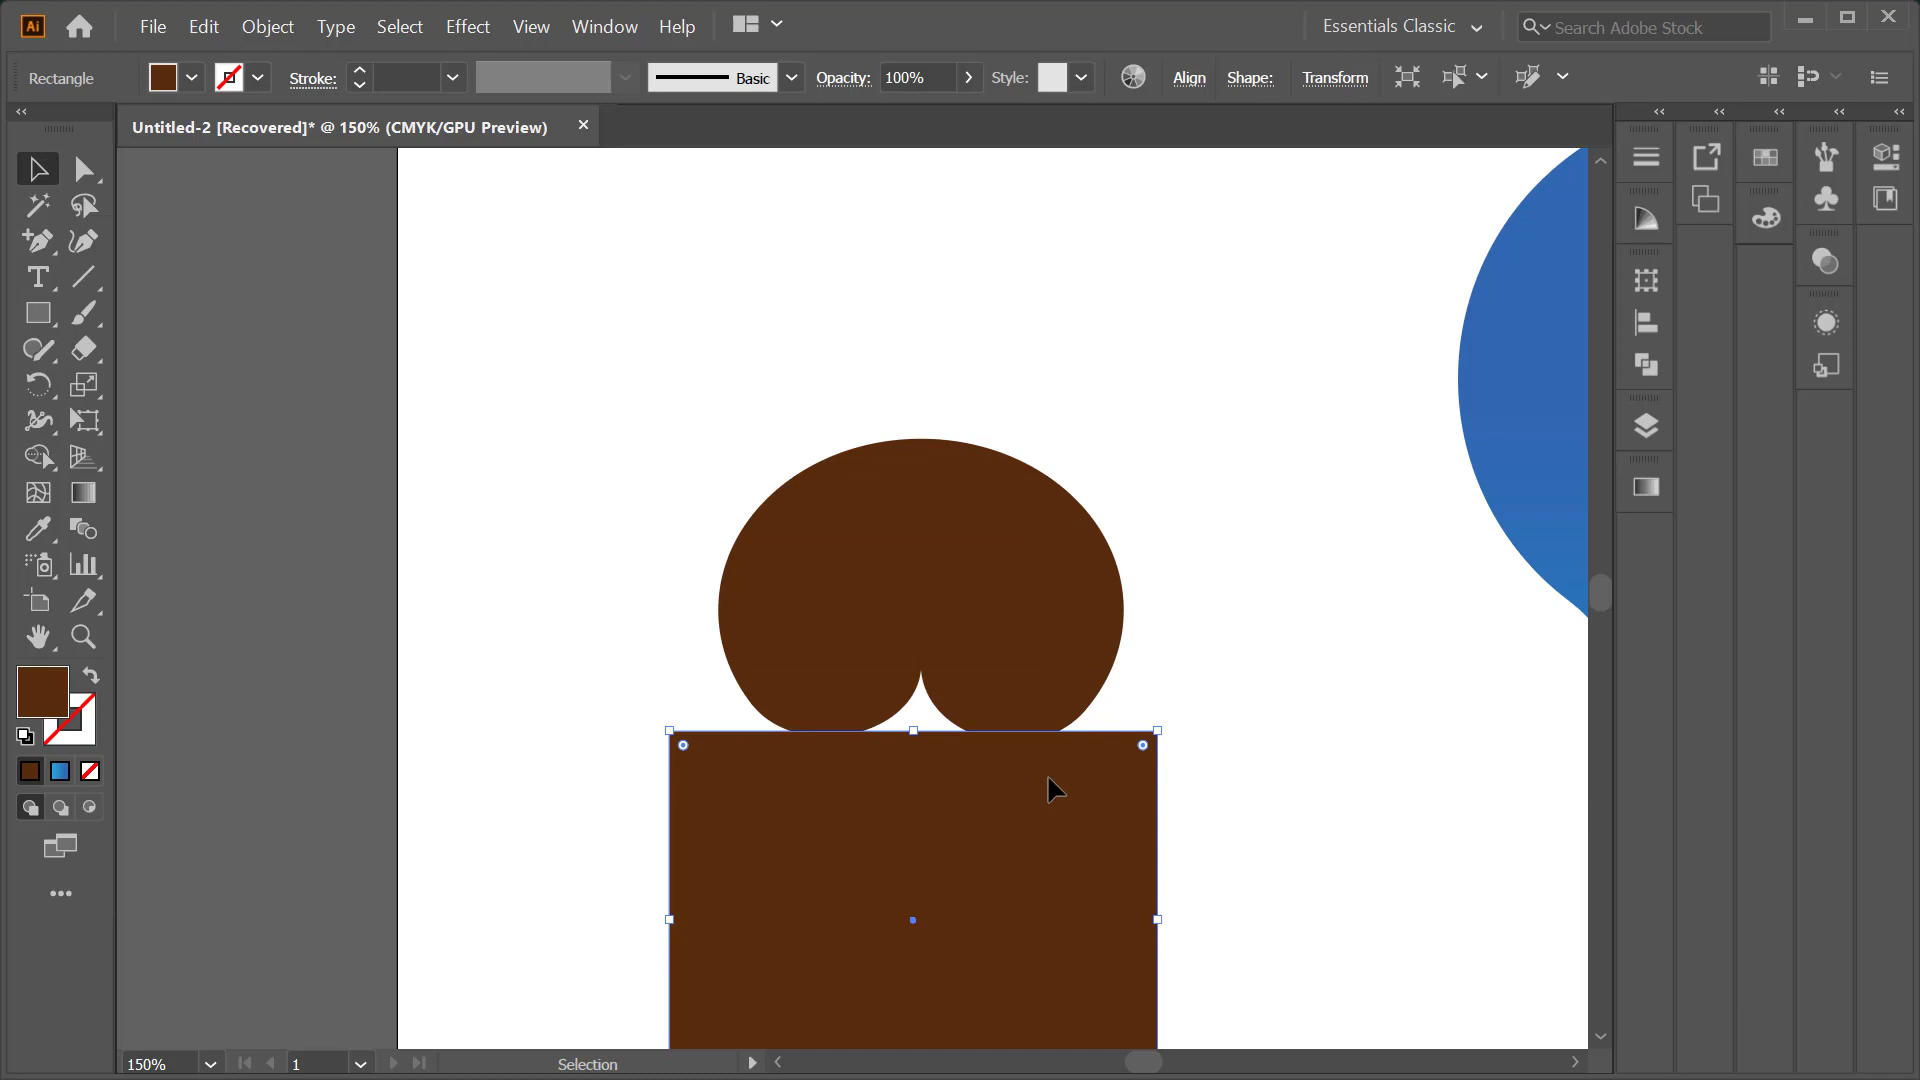 Ai File Edit Object Type Select Effect View Window Help Essentials Classic Search Adobe Stock
Rectangle Stroke: Basic Opacity: 100% Style: Align Shape: Transform
Untitled-2 [Recovered]* @ 150% (CMYK/GPU Preview) ×
150% 1 Selection